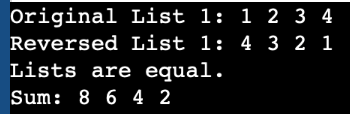 Original List 1: 1 2 3 4
Reversed List 1: 4 3 2 1
Lists are equal.
Sum: 8 6 4 2